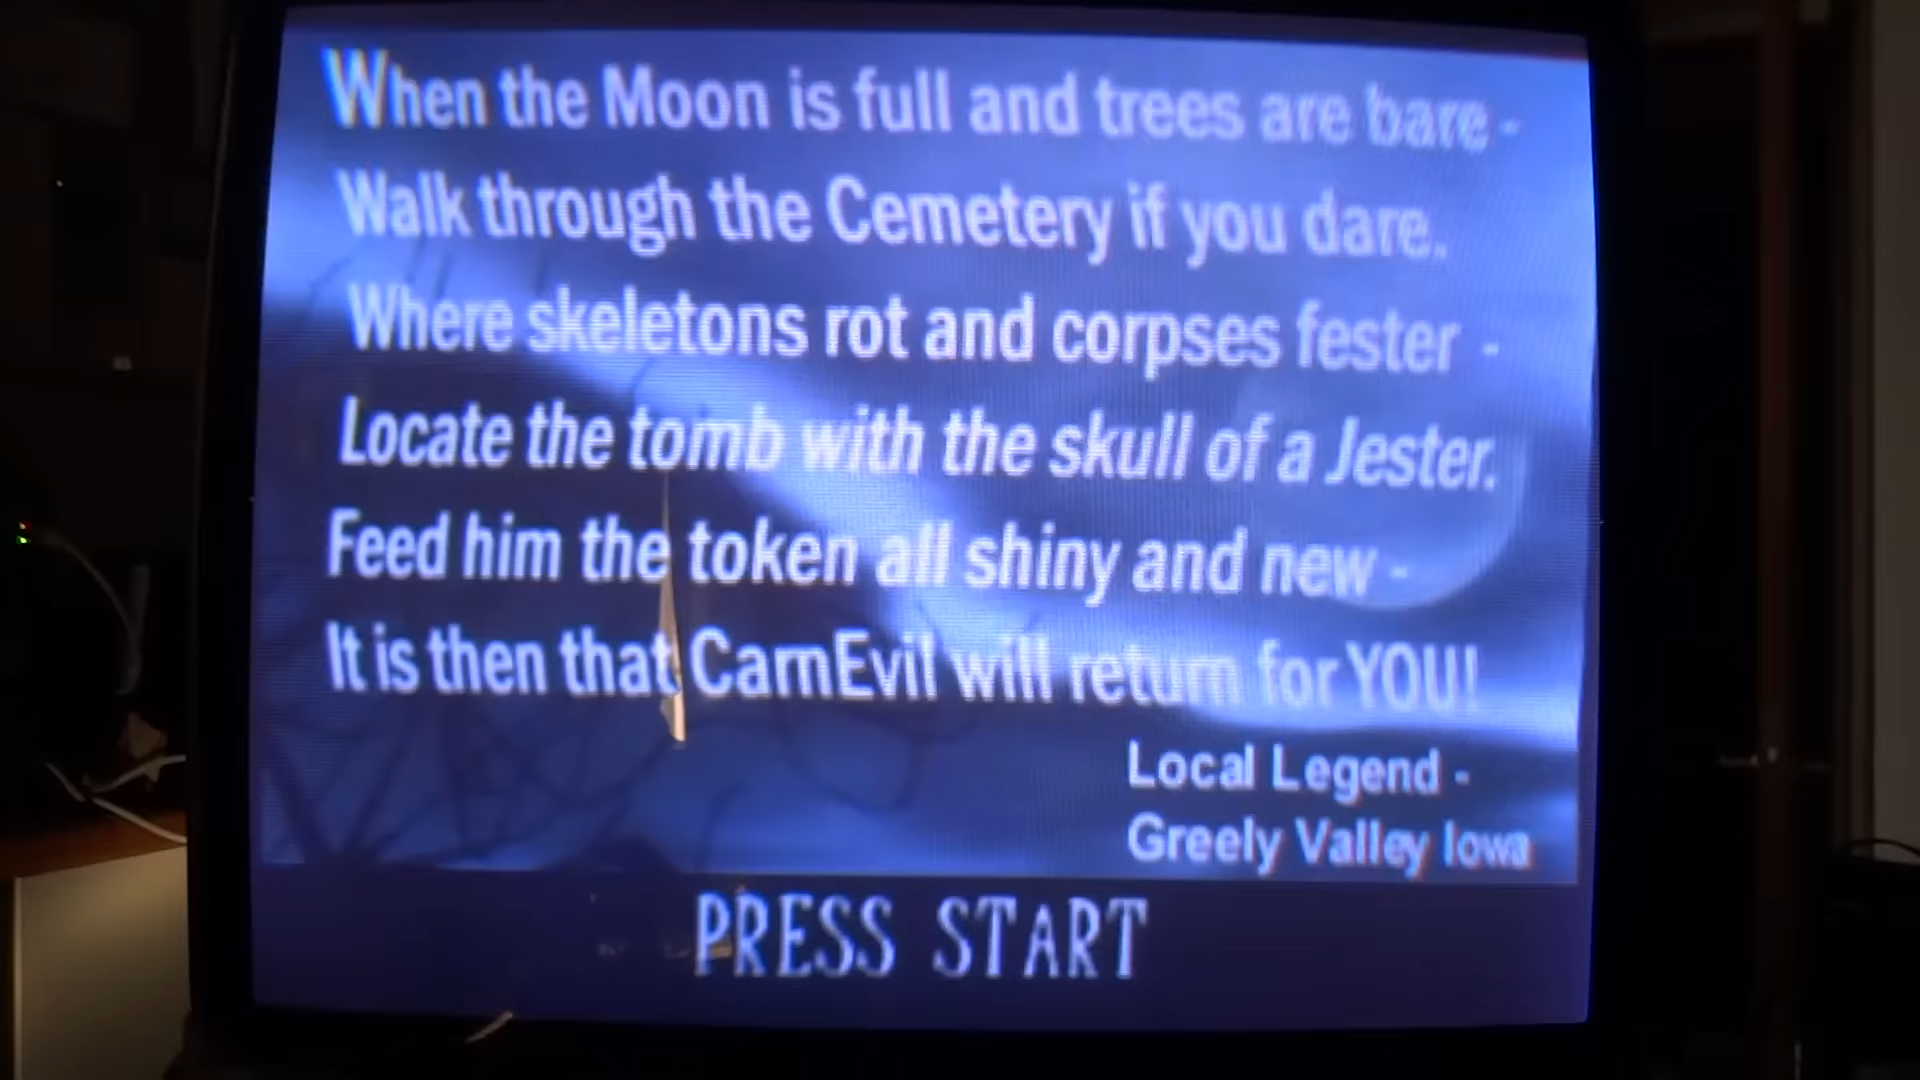 When the Moon is full and trees are bare -
Walk through the Cemetery if you dare.
Where skeletons rot and corpses fester -
Locate the tomb with the skull of a Jester.
Feed him the token all shiny and new -
It is then that CarnEvil will return for YOU!
Local Legend -
Greely Valley Iowa
PRESS START